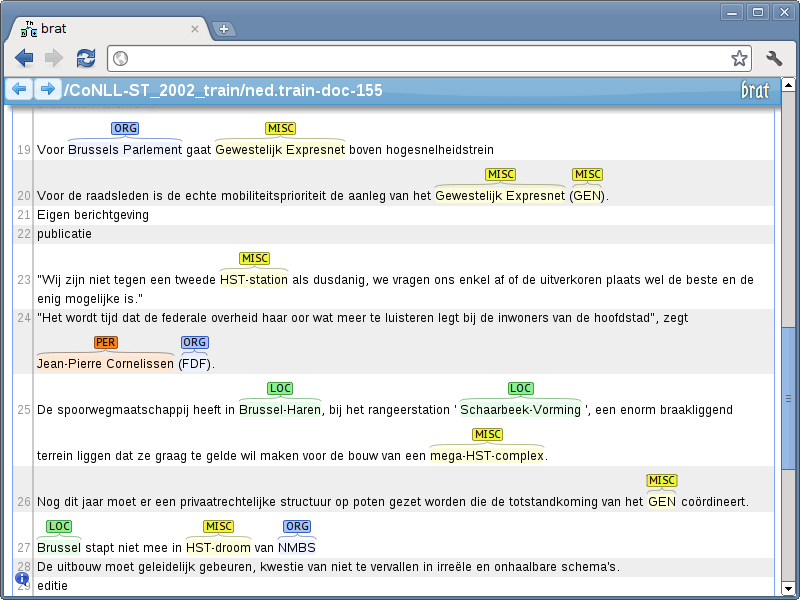 brat
/CoNLL-ST_2002_train/ned.train-doc-155
brat
ORG MISC
19 Voor Brussels Parlement gaat Gewestelijk Expresnet boven hogesnelheidstrein
MISC MISC
20 Voor de raadsleden is de echte mobiliteitsprioriteit de aanleg van het Gewestelijk Expresnet (GEN).
21 Eigen berichtgeving
22 publicatie
MISC
23 "Wij zijn niet tegen een tweede HST-station als dusdanig, we vragen ons enkel af of de uitverkoren plaats wel de beste en de
enig mogelijke is."
24 "Het wordt tijd dat de federale overheid haar oor wat meer te luisteren legt bij de inwoners van de hoofdstad", zegt
PER ORG
Jean-Pierre Cornelissen (FDF).
LOC LOC
25 De spoorwegmaatschappij heeft in Brussel-Haren, bij het rangeerstation ' Schaarbeek-Vorming ', een enorm braakliggend
MISC
terrein liggen dat ze graag te gelde wil maken voor de bouw van een mega-HST-complex.
MISC
26 Nog dit jaar moet er een privaatrechtelijke structuur op poten gezet worden die de totstandkoming van het GEN coördineert.
LOC MISC ORG
27 Brussel stapt niet mee in HST-droom van NMBS
28 De uitbouw moet geleidelijk gebeuren, kwestie van niet te vervallen in irreële en onhaalbare schema's.
29 editie